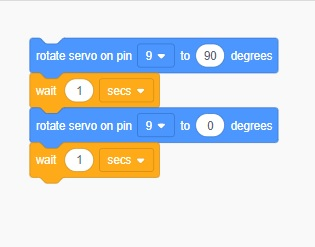 rotate servo on pin 9 to 90 degrees
wait 1 secs
rotate servo on pin 9 to 0 degrees
wait 1 secs